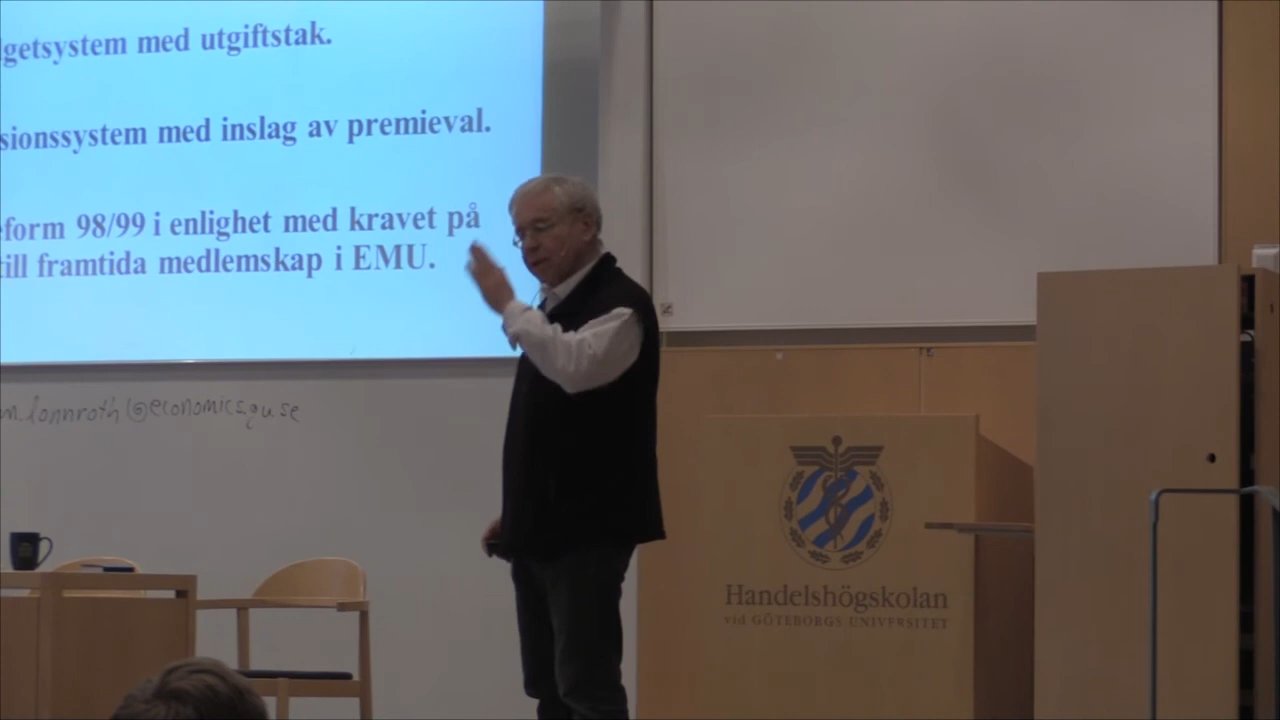 lgetsystem med utgiftstak.
sionssystem med inslag av premieval.
eform 98/99 i enlighet med kravet på
till framtida medlemskap i EMU.
m.lonnroth@economics.gu.se
Handelshögskolan
vid GÖTEBORGS UNIVERSITET